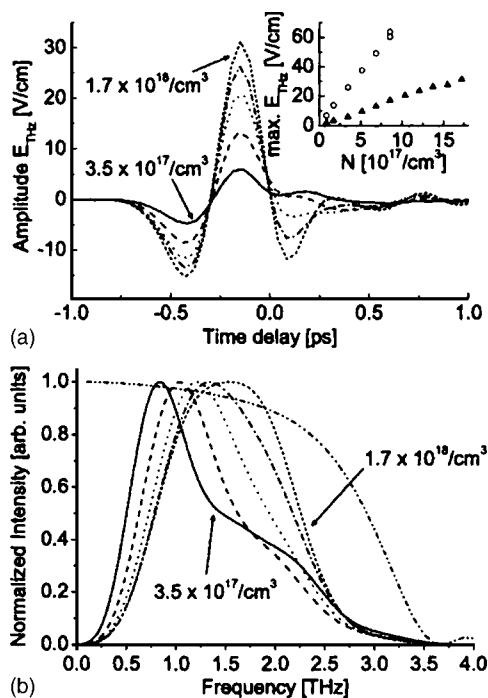 Amplitude E_THz [V/cm]
30
20
10
0
-10
1.7 x 10^18/cm^3
3.5 x 10^17/cm^3
max. E_THz [V/cm]
60
40
20
0
0 5 10 15
N [10^17/cm^3]
-1.0 -0.5 0.0 0.5 1.0
(a)
Time delay [ps]
Normalized Intensity [arb. units]
1.0
0.8
0.6
0.4
0.2
0.0
1.7 x 10^18/cm^3
3.5 x 10^17/cm^3
0.0 0.5 1.0 1.5 2.0 2.5 3.0 3.5 4.0
(b)
Frequency [THz]